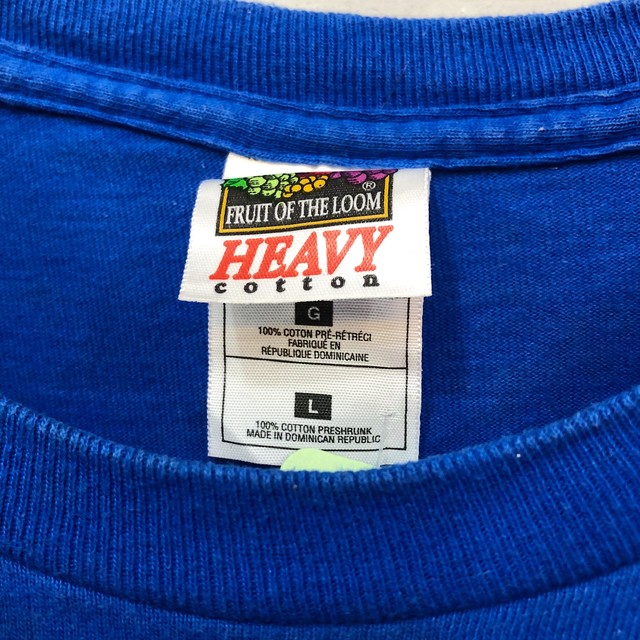 ®
FRUIT OF THE LOOM
HEAVY
cotton
G
100% COTON PRÉ-RÉTRÉCI
FABRIQUÉ EN
RÉPUBLIQUE DOMINICAINE
L
100% COTTON PRESHRUNK
MADE IN DOMINICAN REPUBLIC